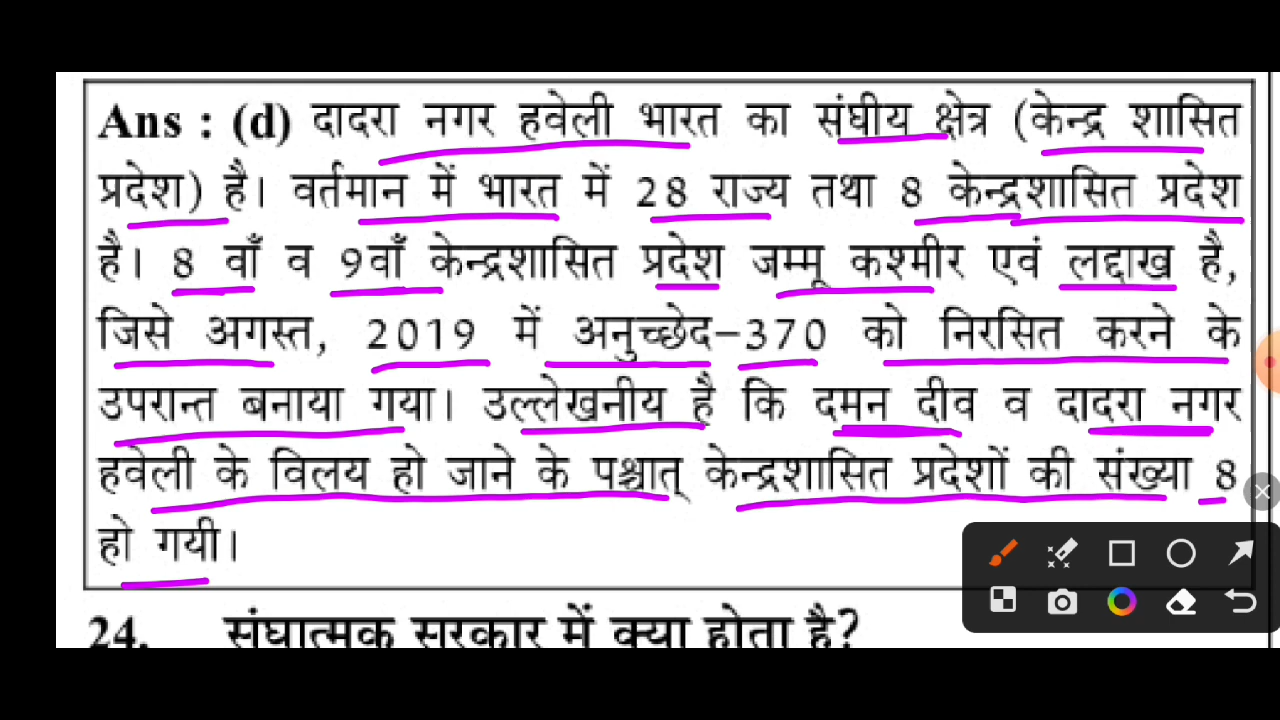 Ans : (d) दादरा नगर हवेली भारत का संघीय क्षेत्र (केन्द्र शासित
प्रदेश) है। वर्तमान में भारत में 28 राज्य तथा 8 केन्द्रशासित प्रदेश
है। 8 वाँ व 9वाँ केन्द्रशासित प्रदेश जम्मू कश्मीर एवं लद्दाख है,
जिसे अगस्त, 2019 में अनुच्छेद–370 को निरसित करने के
उपरान्त बनाया गया। उल्लेखनीय है कि दमन दीव व दादरा नगर
हवेली के विलय हो जाने के पश्चात् केन्द्रशासित प्रदेशों की संख्या 8
हो गयी।
24. संघात्मक सरकार में क्या होता है?